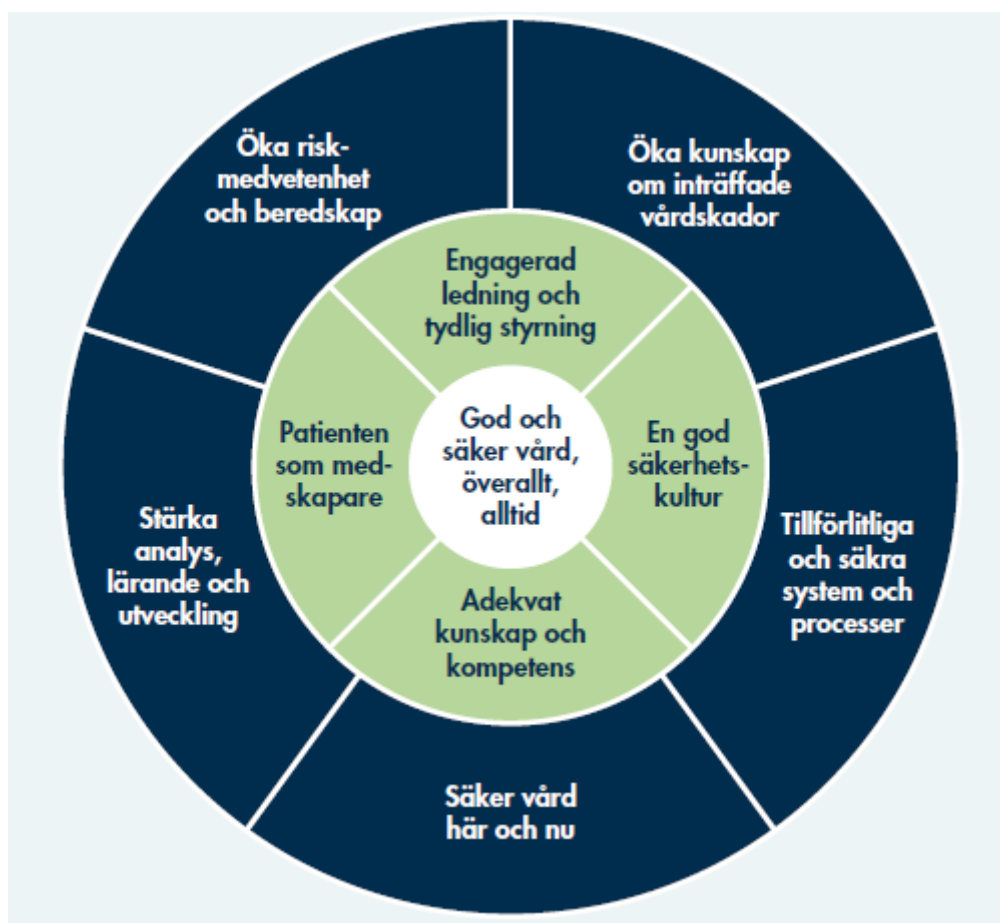 Öka risk-
medvetenhet
och beredskap
Öka kunskap
om inträffade
vårdskador
Engagerad
ledning och
tydlig styrning
Patienten
som med-
skapare
God och
säker vård,
överallt,
alltid
En god
säkerhets-
kultur
Stärka
analys,
lärande och
utveckling
Tillförlitliga
och säkra
system och
processer
Adekvat
kunskap och
kompetens
Säker vård
här och nu